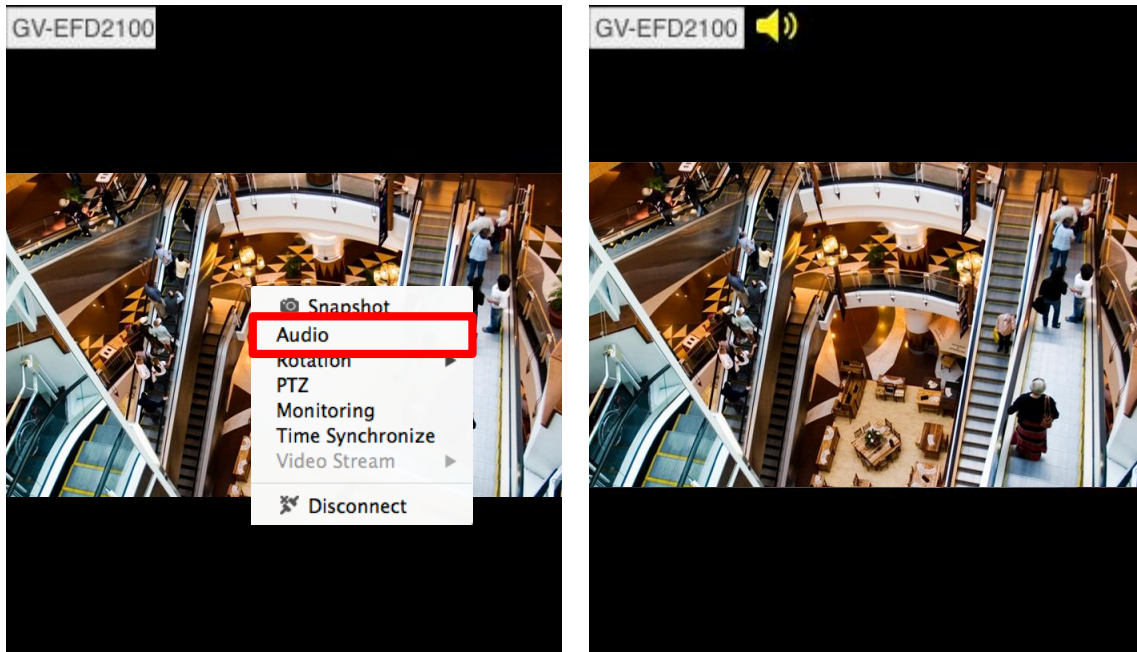 GV-EFD2100
Snapshot
Audio
Rotation
PTZ
Monitoring
Time Synchronize
Video Stream
Disconnect
GV-EFD2100